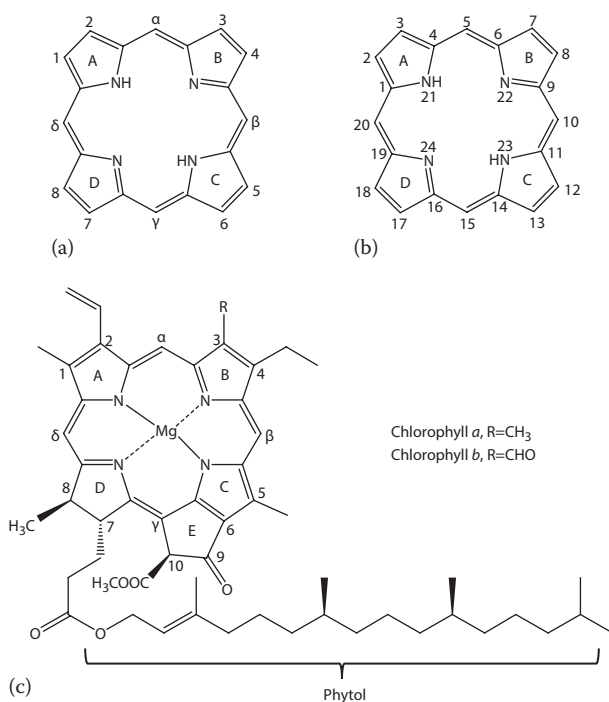 2 α 3
1 A B 4
NH N
δ β
N HN
8 D C 5
7 γ 6
(a)
3 5 7
2 4 6 8
A B
NH N
1 21 22 9
20 10
24 23
19 N HN 11
18 D C 12
16 14
17 15 13
(b)
R
2 α 3
1 A B 4
N N
δ Mg β
N N
8 D C 5
H₃C 7 γ E 6
10 9
H₃COOC O
O O
Chlorophyll a, R=CH₃
Chlorophyll b, R=CHO
(c)
Phytol